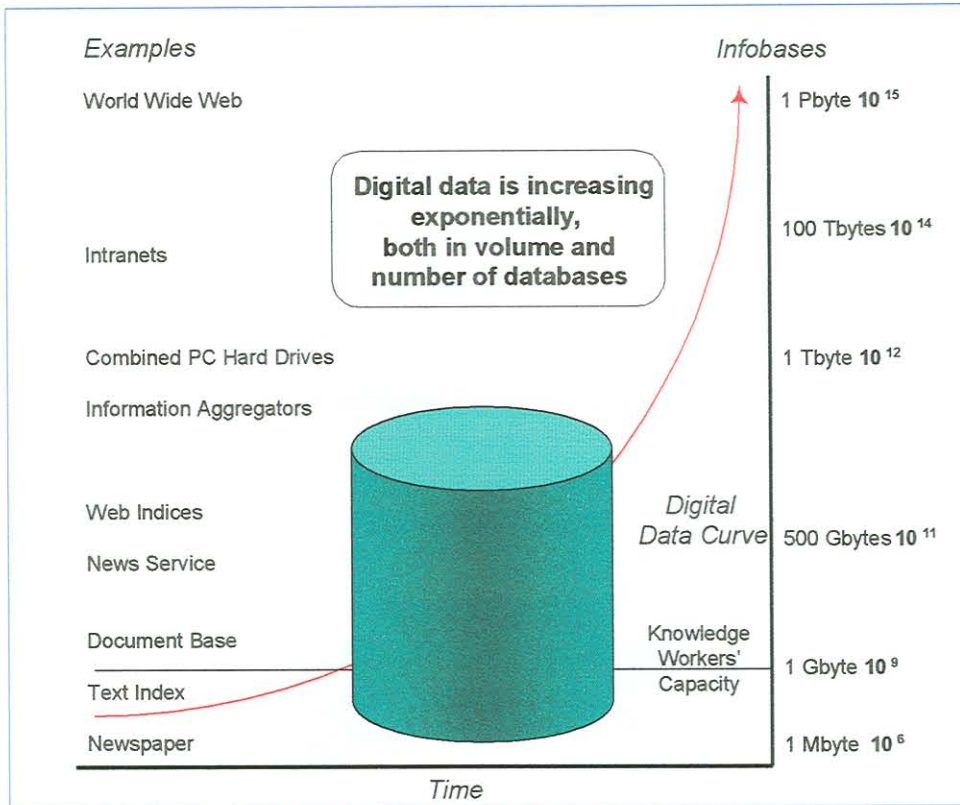 Examples
Infobases
World Wide Web
1 Pbyte 10 15
Digital data is increasing
exponentially,
both in volume and
number of databases
100 Tbytes 10 14
Intranets
Combined PC Hard Drives
1 Tbyte 10 12
Information Aggregators
Web Indices
Digital
Data Curve
500 Gbytes 10 11
News Service
Document Base
Knowledge
Workers'
Capacity
1 Gbyte 10 9
Text Index
Newspaper
1 Mbyte 10 6
Time